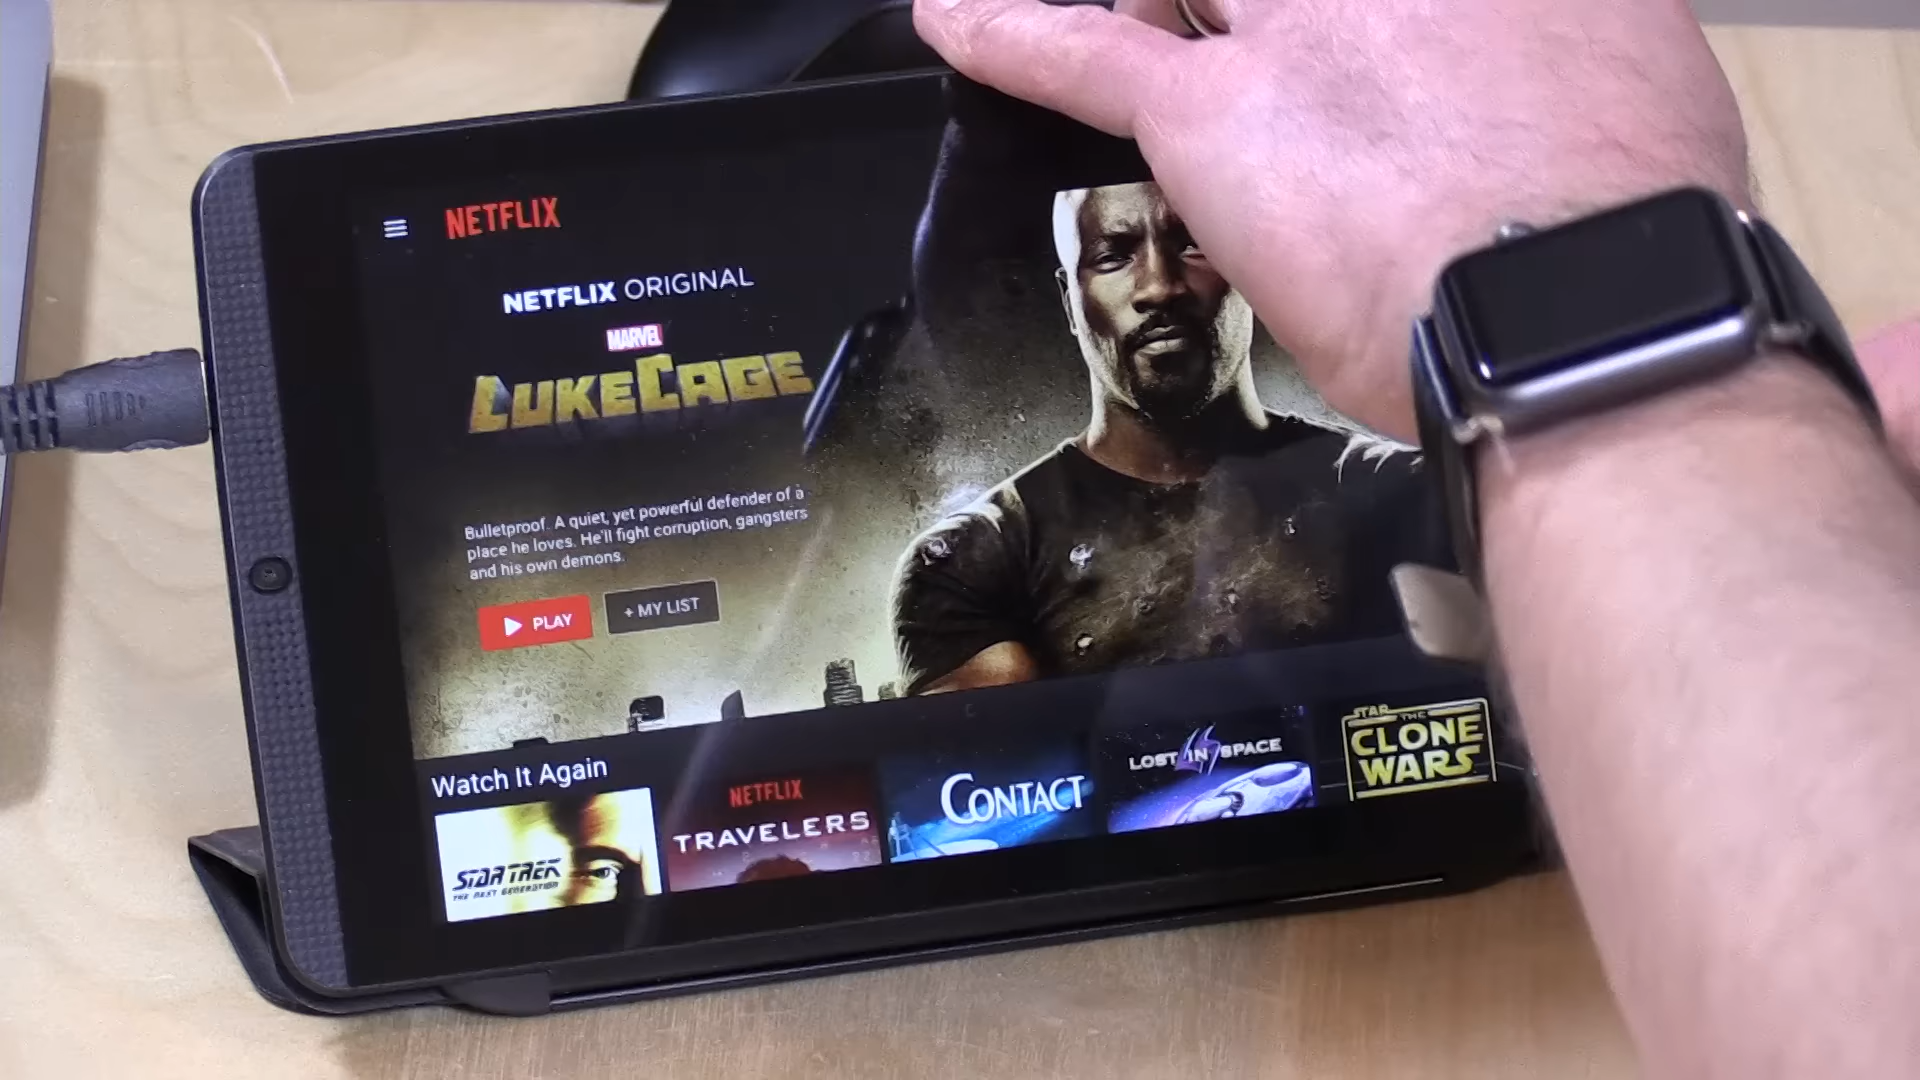 NETFLIX
NETFLIX ORIGINAL
MARVEL
LUKE CAGE
Bulletproof. A quiet, yet powerful defender of a
place he loves. He'll fight corruption, gangsters
and his own demons.
PLAY
+ MY LIST
Watch It Again
STAR TREK
THE NEXT GENERATION
NETFLIX
TRAVELERS
CONTACT
LOST IN SPACE
STAR
THE
CLONE
WARS